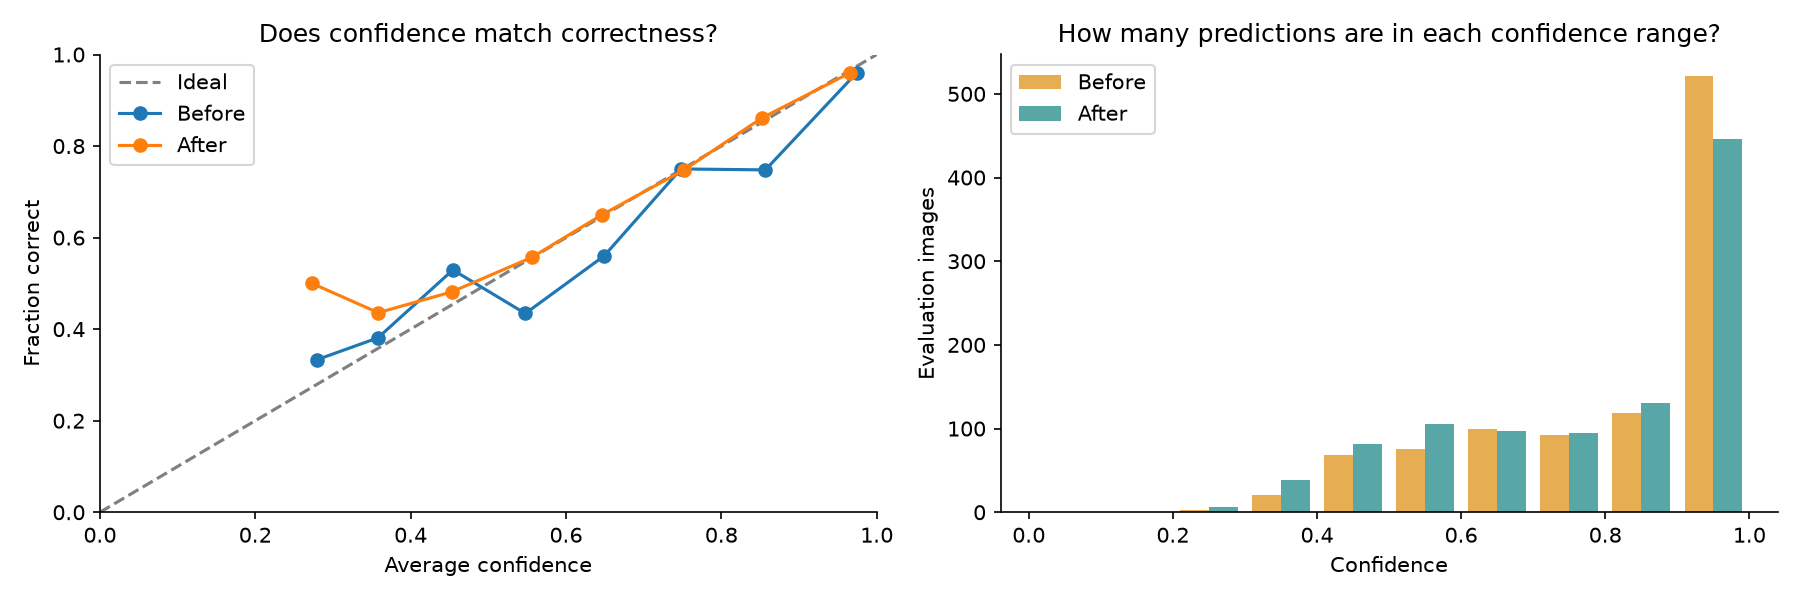 Does confidence match correctness?
1.0
0.8
0.6
0.4
0.2
0.0
Fraction correct
Ideal
Before
After
0.0 0.2 0.4 0.6 0.8 1.0
Average confidence
How many predictions are in each confidence range?
500
400
300
200
100
0
Evaluation images
Before
After
0.0 0.2 0.4 0.6 0.8 1.0
Confidence